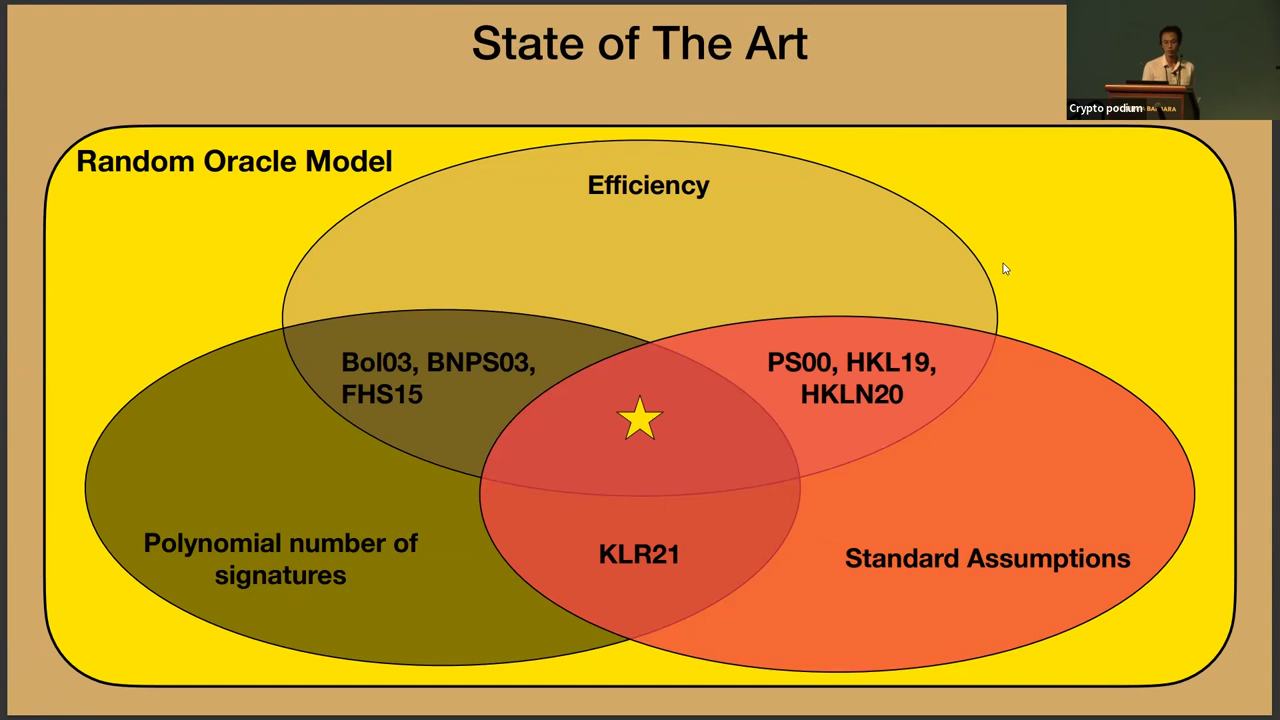 State of The Art
Crypto podium
Random Oracle Model
Efficiency
Bol03, BNPS03,
FHS15
PS00, HKL19,
HKLN20
Polynomial number of
signatures
KLR21
Standard Assumptions